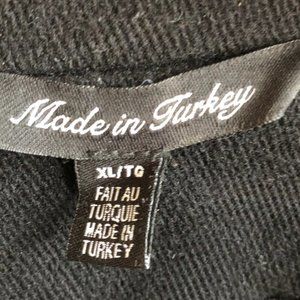 Made in Turkey
XL/TG
FAIT AU
TURQUIE
MADE IN
TURKEY